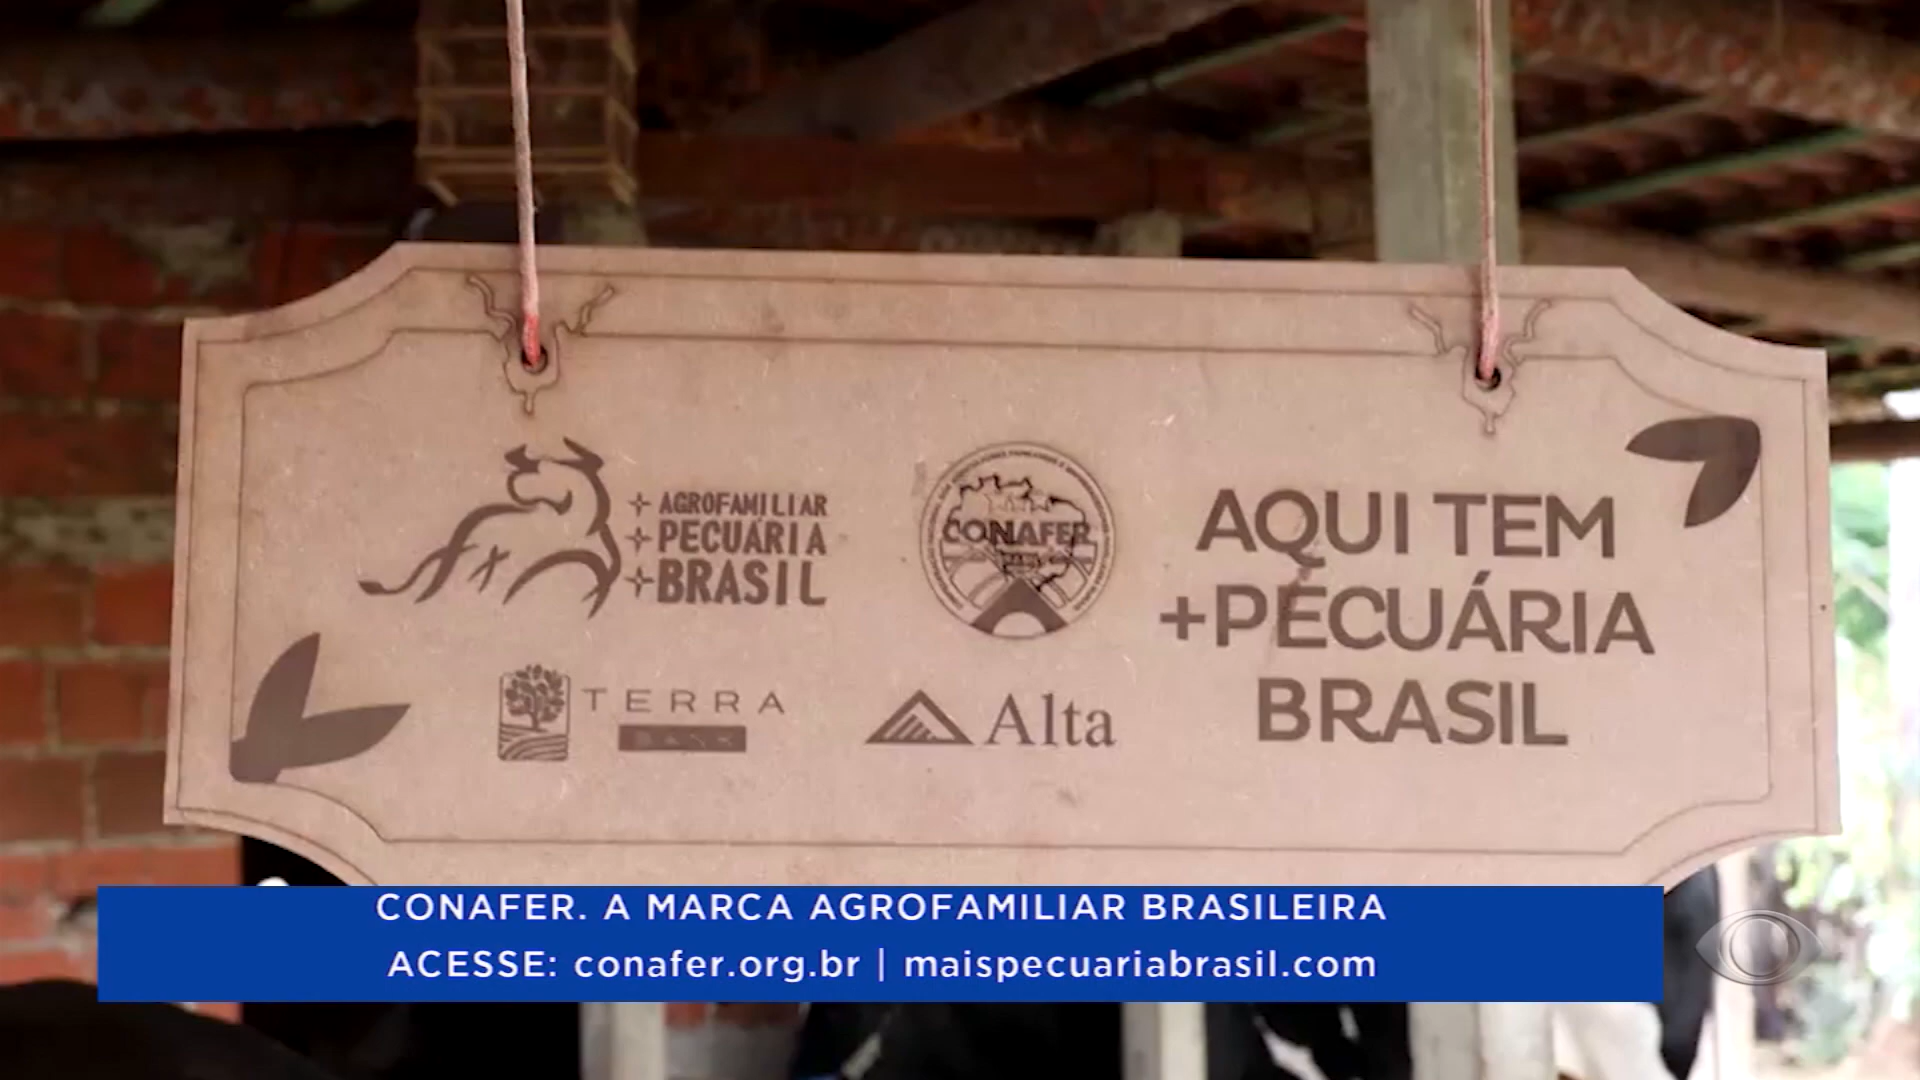 + AGROFAMILIAR
+ PECUÁRIA
+ BRASIL
CONAFER
AQUI TEM
+PECUÁRIA
BRASIL
TERRA
BANK
Alta
CONAFER. A MARCA AGROFAMILIAR BRASILEIRA
ACESSE: conafer.org.br | maispecuariabrasil.com